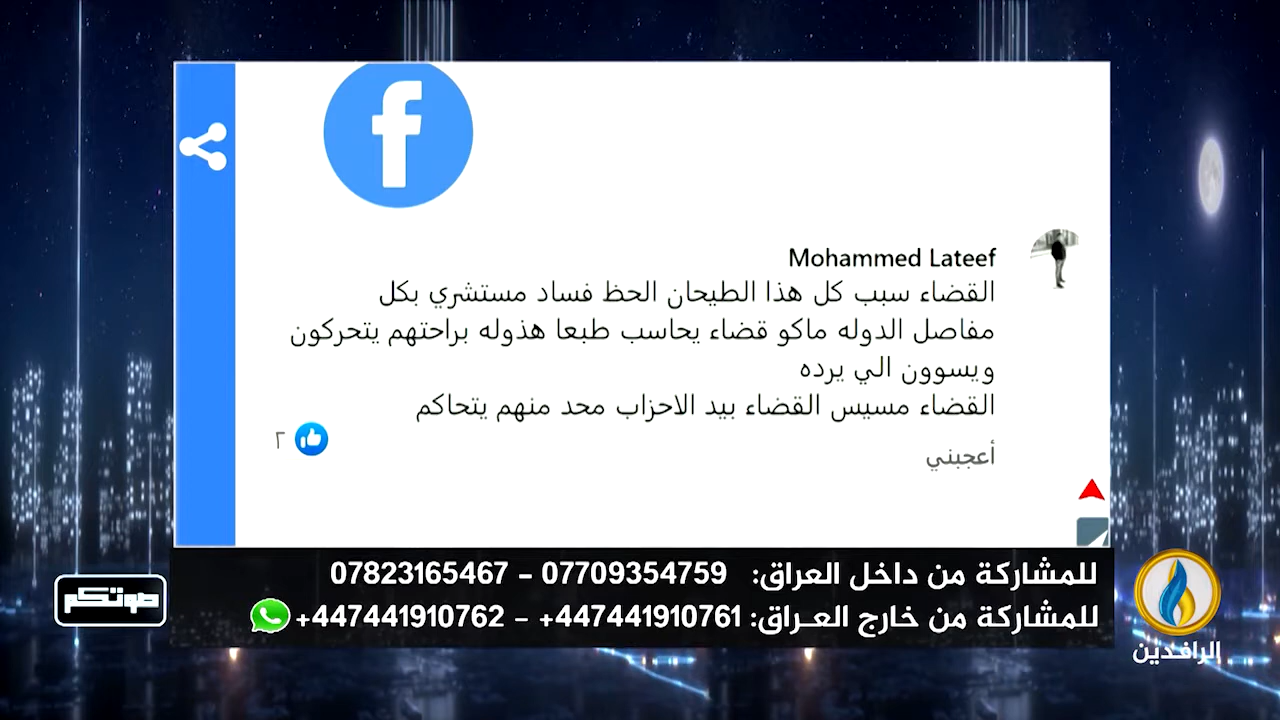 Mohammed Lateef
القضاء سبب كل هذا الطيحان الحظ فساد مستشري بكل
مفاصل الدوله ماكو قضاء يحاسب طبعا هذوله براحتهم يتحركون
ويسوون الي يرده
القضاء مسيس القضاء بيد الاحزاب محد منهم يتحاكم
٢
أعجبني
للمشاركة من داخل العراق: 07709354759 - 07823165467
للمشاركة من خارج العـراق: 447441910761+ - 447441910762+
صوتكم
الرافدين